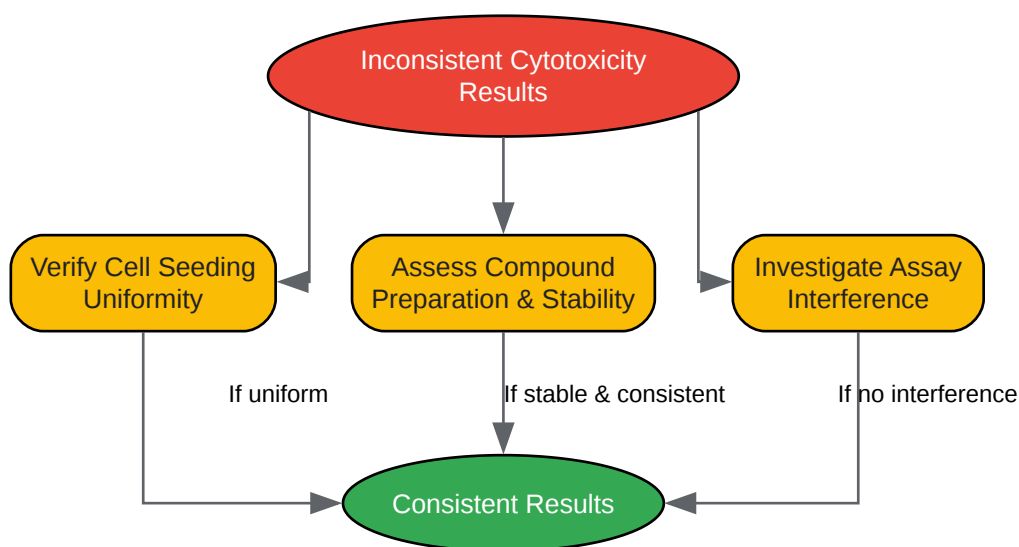 Inconsistent Cytotoxicity
Results
Verify Cell Seeding
Uniformity
Assess Compound
Preparation & Stability
Investigate Assay
Interference
If uniform
If stable & consistent
If no interference
Consistent Results